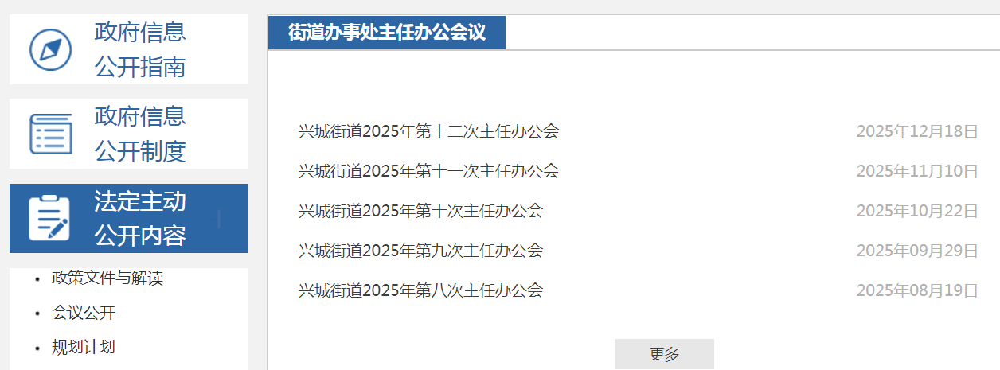 政府信息
公开指南
政府信息
公开制度
法定主动
公开内容
政策文件与解读
会议公开
规划计划
街道办事处主任办公会议
兴城街道2025年第十二次主任办公会 2025年12月18日
兴城街道2025年第十一次主任办公会 2025年11月10日
兴城街道2025年第十次主任办公会 2025年10月22日
兴城街道2025年第九次主任办公会 2025年09月29日
兴城街道2025年第八次主任办公会 2025年08月19日
更多